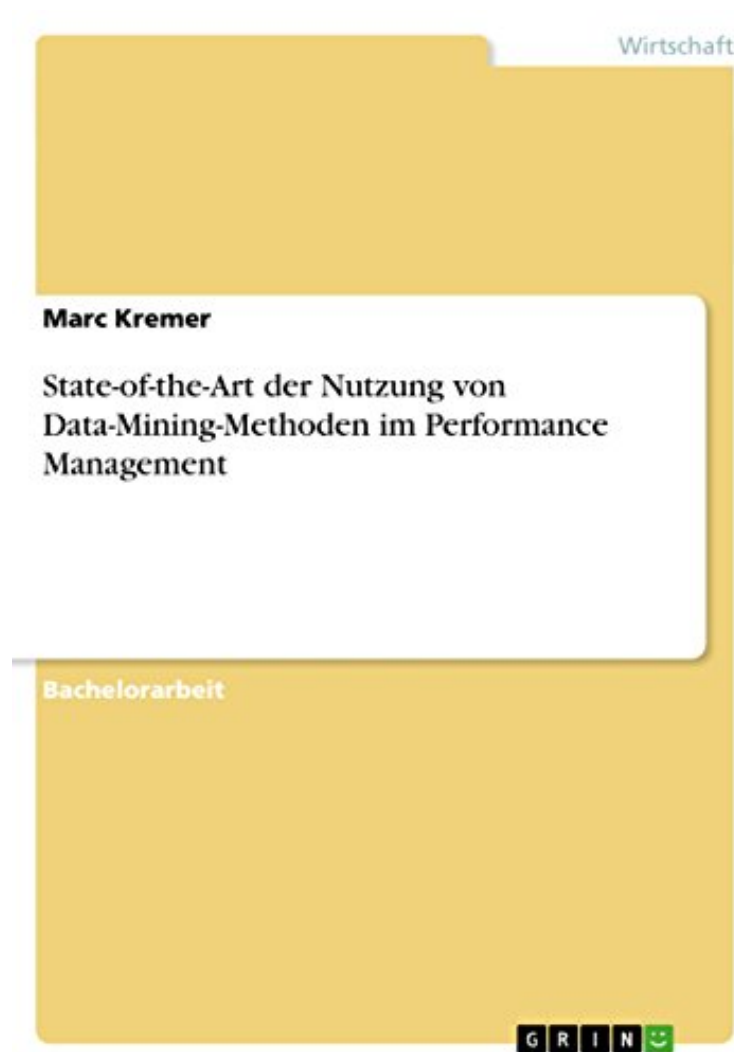 Wirtschaft
Marc Kremer
State-of-the-Art der Nutzung von
Data-Mining-Methoden im Performance
Management
Bachelorarbeit
GRIN